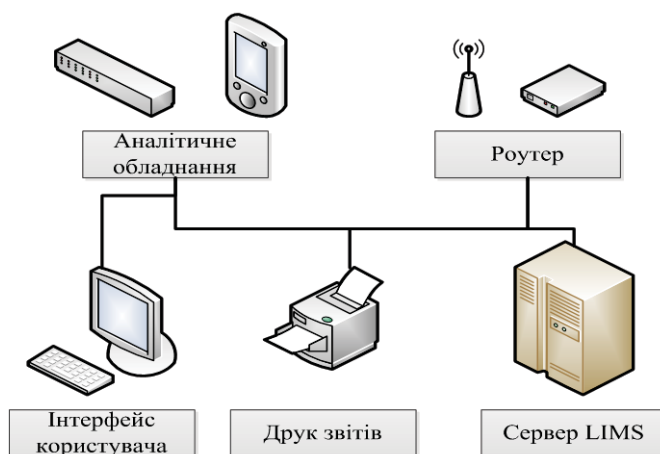 Аналітичне
обладнання
Роутер
Інтерфейс
користувача
Друк звітів
Сервер LIMS